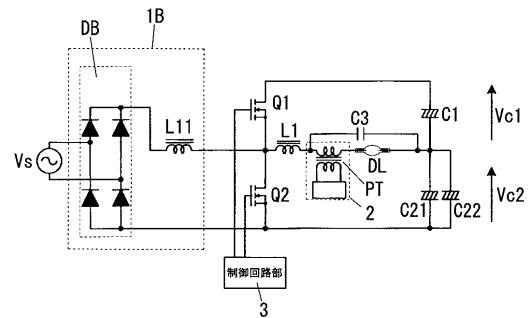 1B
DB
Q1
C1
Vc1
L11
L1
C3
Vs
DL
PT
Q2
2
C21
C22
Vc2
制御回路部
3